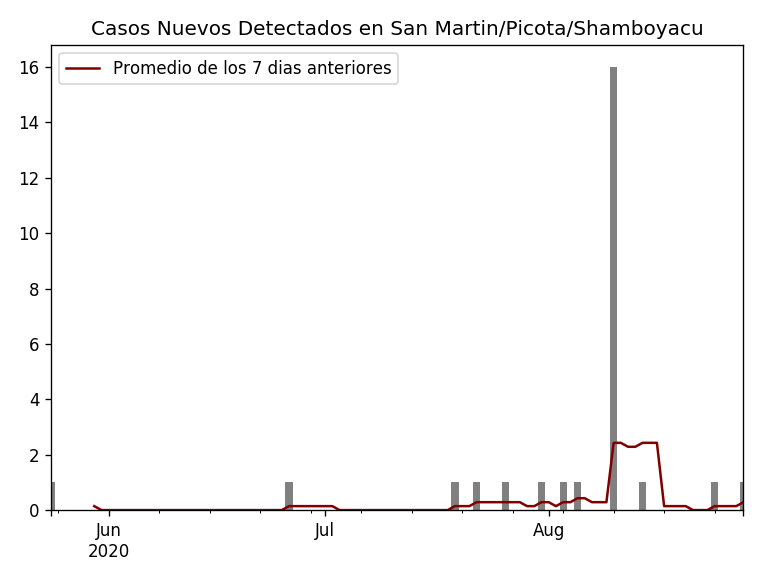 Casos Nuevos Detectados en San Martin/Picota/Shamboyacu
Promedio de los 7 dias anteriores
16
14
12
10
8
6
4
2
0
Jun
2020
Jul
Aug